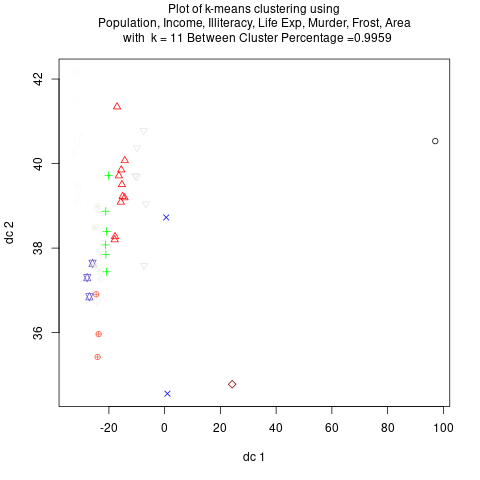 Plot of k-means clustering using
Population, Income, Illiteracy, Life Exp, Murder, Frost, Area
with k = 11 Between Cluster Percentage =0.9959
42
40
38
36
dc 2
-20 0 20 40 60 80 100
dc 1